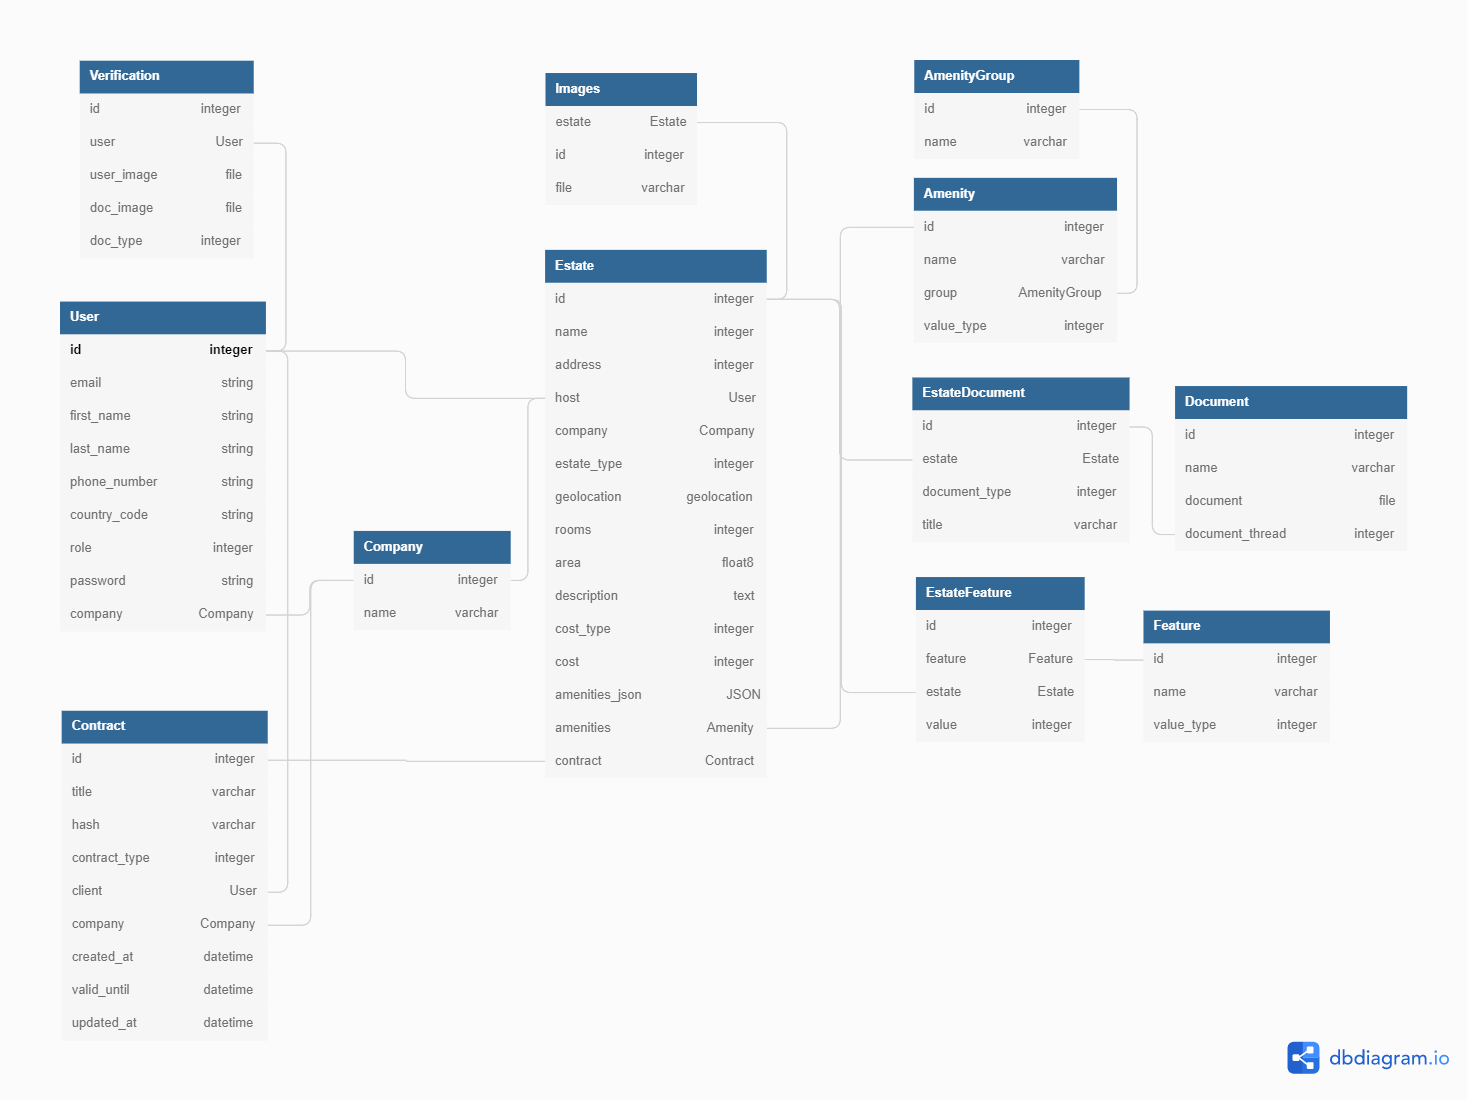 Verification
id integer
user User
user_image file
doc_image file
doc_type integer
User
id integer
email string
first_name string
last_name string
phone_number string
country_code string
role integer
password string
company Company
Contract
id integer
title varchar
hash varchar
contract_type integer
client User
company Company
created_at datetime
valid_until datetime
updated_at datetime
Company
id integer
name varchar
Images
estate Estate
id integer
file varchar
Estate
id integer
name integer
address integer
host User
company Company
estate_type integer
geolocation geolocation
rooms integer
area float8
description text
cost_type integer
cost integer
amenities_json JSON
amenities Amenity
contract Contract
AmenityGroup
id integer
name varchar
Amenity
id integer
name varchar
group AmenityGroup
value_type integer
EstateDocument
id integer
estate Estate
document_type integer
title varchar
Document
id integer
name varchar
document file
document_thread integer
EstateFeature
id integer
feature Feature
estate Estate
value integer
Feature
id integer
name varchar
value_type integer
dbdiagram.io